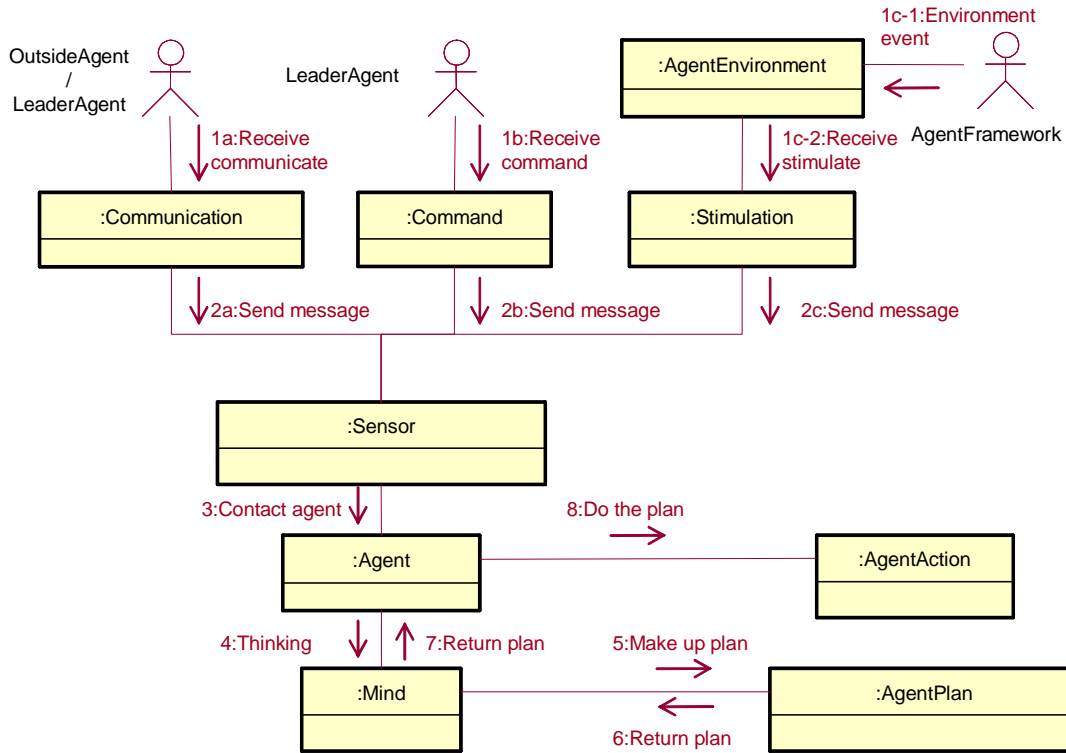 1c-1:Environment
event
OutsideAgent
/
LeaderAgent
LeaderAgent
:AgentEnvironment
AgentFramework
1a:Receive
communicate
1b:Receive
command
1c-2:Receive
stimulate
:Communication
:Command
:Stimulation
2a:Send message
2b:Send message
2c:Send message
:Sensor
3:Contact agent
8:Do the plan
:Agent
:AgentAction
4:Thinking
7:Return plan
5:Make up plan
:Mind
:AgentPlan
6:Return plan